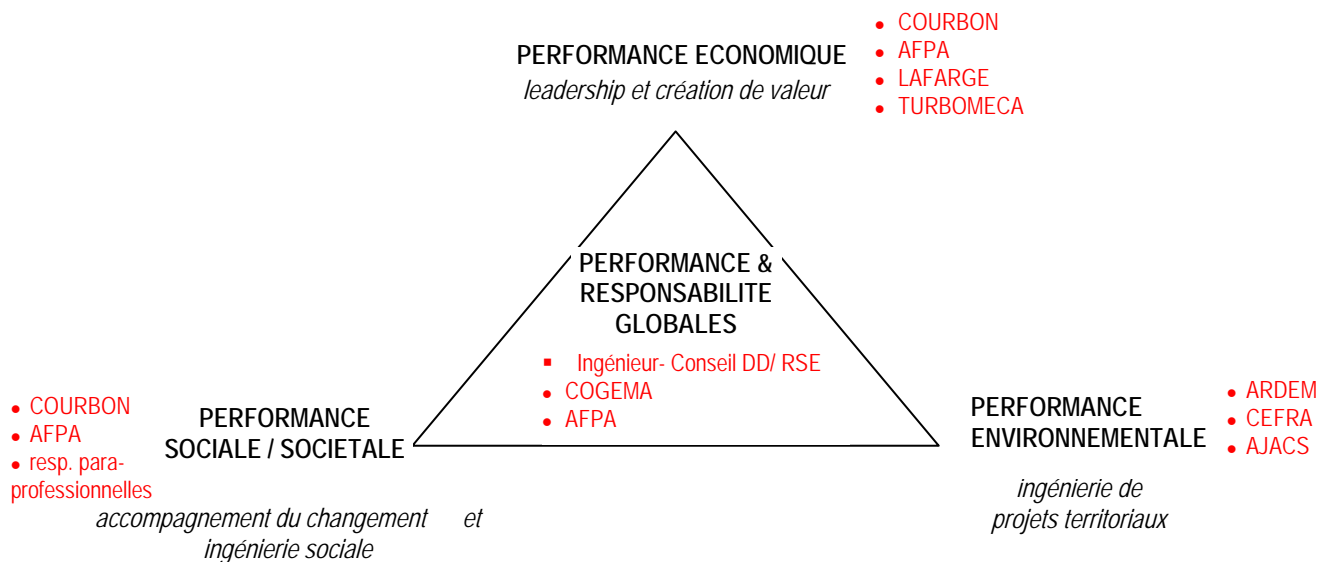 PERFORMANCE ECONOMIQUE
leadership et création de valeur
• COURBON
• AFPA
• LAFARGE
• TURBOMECA
PERFORMANCE &
RESPONSABILITE
GLOBALES
▪ Ingénieur- Conseil DD/ RSE
• COGEMA
• AFPA
• COURBON
• AFPA
• resp. para-
professionnelles
PERFORMANCE
SOCIALE / SOCIETALE
accompagnement du changement et
ingénierie sociale
PERFORMANCE
ENVIRONNEMENTALE
• ARDEM
• CEFRA
• AJACS
ingénierie de
projets territoriaux